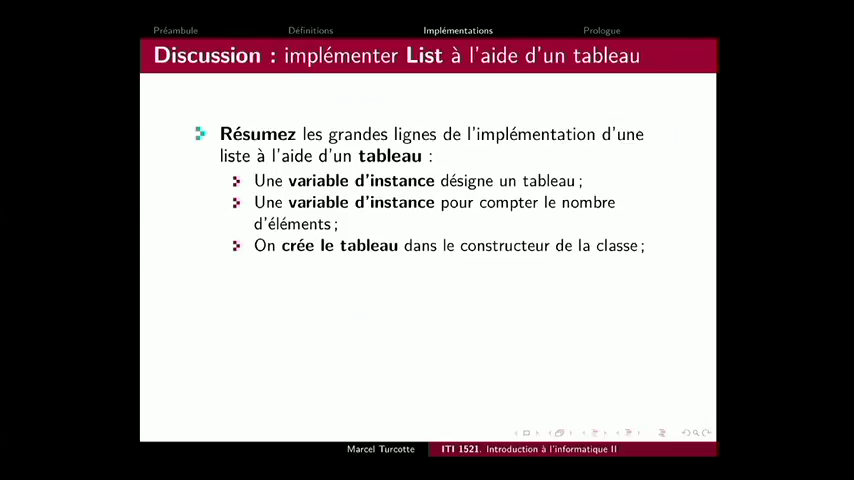 Préambule Définitions Implémentations Prologue
Discussion : implémenter List à l'aide d'un tableau
Résumez les grandes lignes de l'implémentation d'une
liste à l'aide d'un tableau :
Une variable d'instance désigne un tableau ;
Une variable d'instance pour compter le nombre
d'éléments ;
On crée le tableau dans le constructeur de la classe ;
Marcel Turcotte ITI 1521. Introduction à l'informatique II